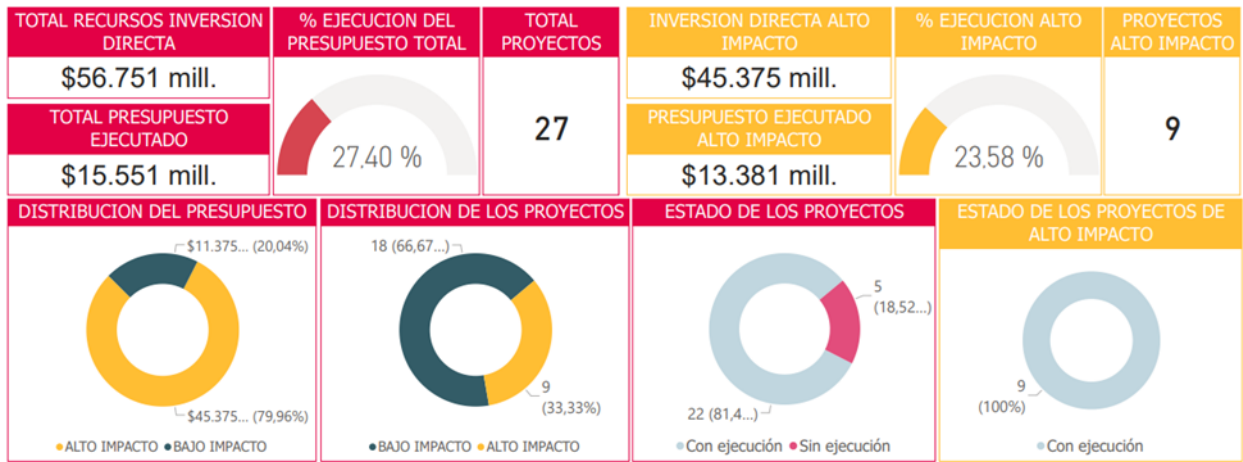 TOTAL RECURSOS INVERSION
DIRECTA
$56.751 mill.
TOTAL PRESUPUESTO
EJECUTADO
$15.551 mill.
% EJECUCION DEL
PRESUPUESTO TOTAL
27,40 %
TOTAL
PROYECTOS
27
INVERSION DIRECTA ALTO
IMPACTO
$45.375 mill.
PRESUPUESTO EJECUTADO
ALTO IMPACTO
$13.381 mill.
% EJECUCION ALTO
IMPACTO
23,58 %
PROYECTOS
ALTO IMPACTO
9
DISTRIBUCION DEL PRESUPUESTO
$11.375... (20,04%)
$45.375... (79,96%)
ALTO IMPACTO BAJO IMPACTO
DISTRIBUCION DE LOS PROYECTOS
18 (66,67...)
9
(33,33%)
BAJO IMPACTO ALTO IMPACTO
ESTADO DE LOS PROYECTOS
5
(18,52...)
22 (81,4...)
Con ejecución Sin ejecución
ESTADO DE LOS PROYECTOS DE
ALTO IMPACTO
9
(100%)
Con ejecución